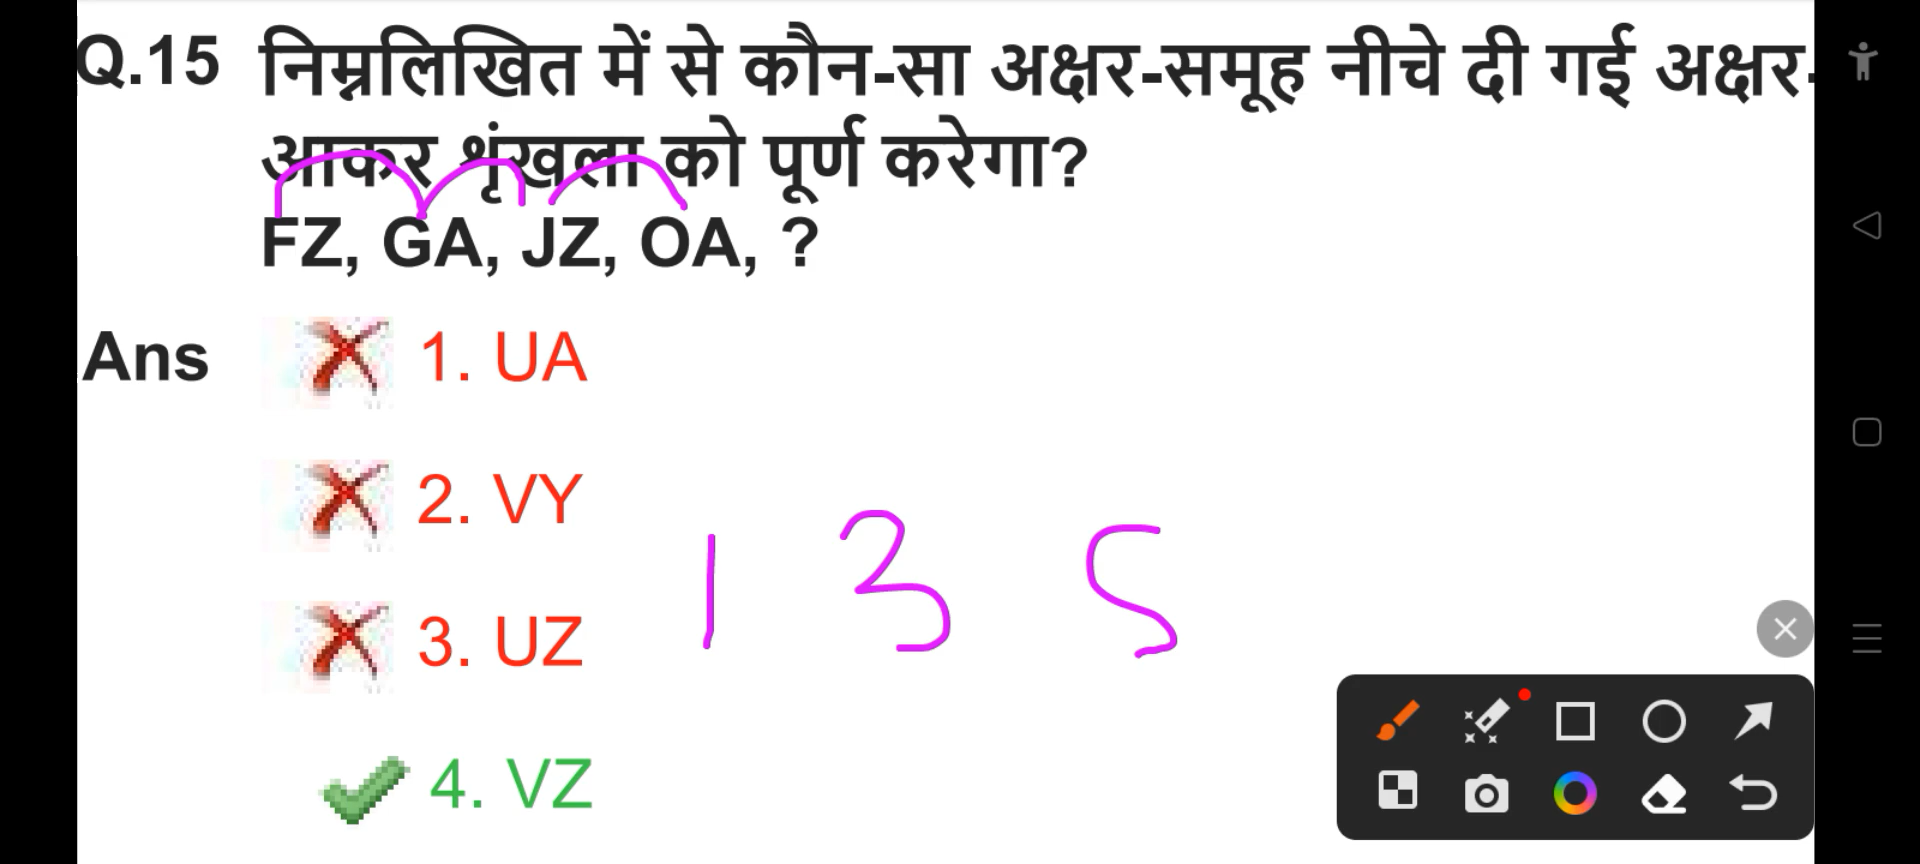 Q.15 निम्नलिखित में से कौन-सा अक्षर-समूह नीचे दी गई अक्षर-
आकर शृंखला को पूर्ण करेगा?
FZ, GA, JZ, OA, ?
Ans 1. UA
2. VY
3. UZ
1 3 5
4. VZ